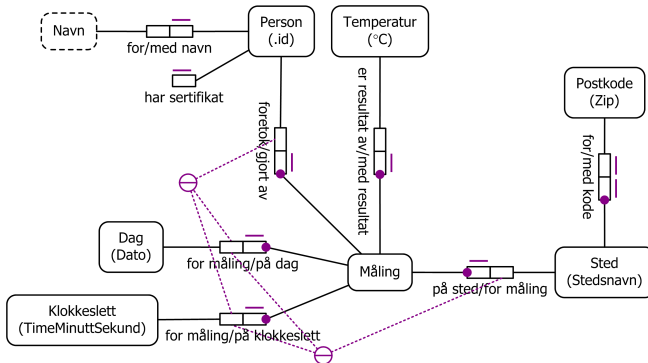 Navn
Person
(.id)
Temperatur
(°C)
for/med navn
har sertifikat
foretok/gjort av
er resultat av/med resultat
Postkode
(Zip)
for/med kode
Dag
(Dato)
for måling/på dag
Måling
på sted/for måling
Sted
(Stedsnavn)
Klokkeslett
(TimeMinuttSekund)
for måling/på klokkeslett